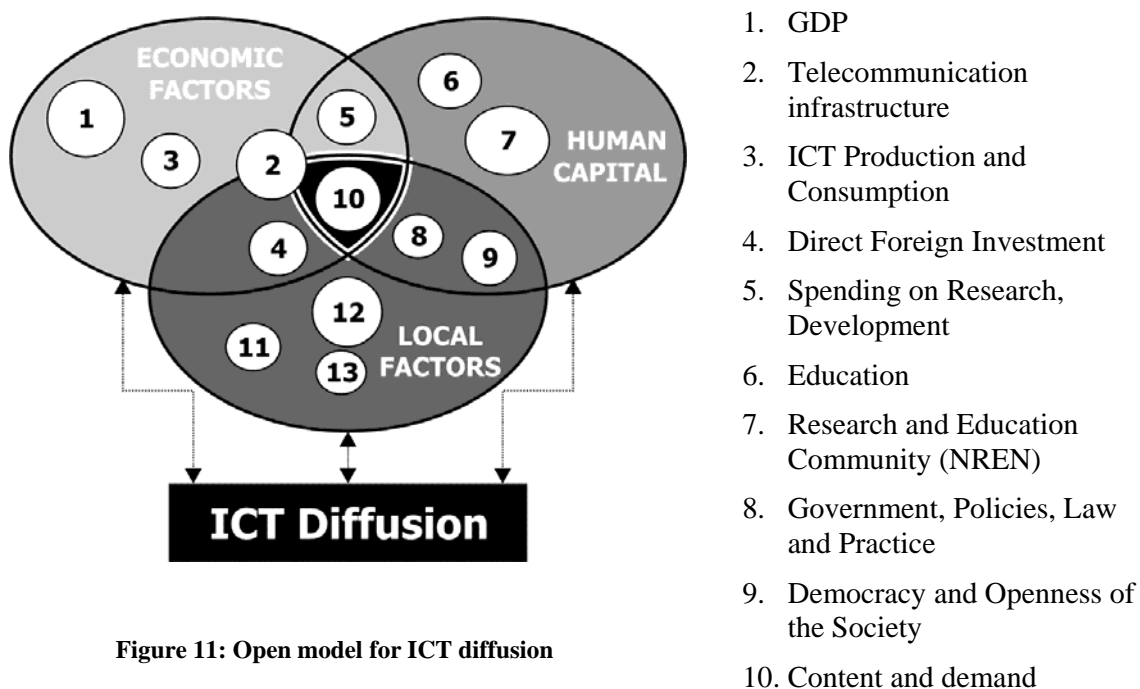 ECONOMIC
FACTORS
1
3
2
5
6
7
HUMAN
CAPITAL
10
4
8
9
12
11
13
LOCAL
FACTORS
ICT Diffusion
Figure 11: Open model for ICT diffusion
1. GDP
2. Telecommunication
infrastructure
3. ICT Production and
Consumption
4. Direct Foreign Investment
5. Spending on Research,
Development
6. Education
7. Research and Education
Community (NREN)
8. Government, Policies, Law
and Practice
9. Democracy and Openness of
the Society
10. Content and demand